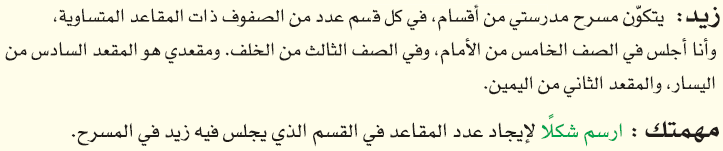 زيد: يتكوّن مسرح مدرستي من أقسام، في كل قسم عدد من الصفوف ذات المقاعد المتساوية،
وأنا أجلس في الصف الخامس من الأمام، وفي الصف الثالث من الخلف. ومقعدي هو المقعد السادس من
اليسار، والمقعد الثاني من اليمين.
مهمتك : ارسم شكلًا لإيجاد عدد المقاعد في القسم الذي يجلس فيه زيد في المسرح.